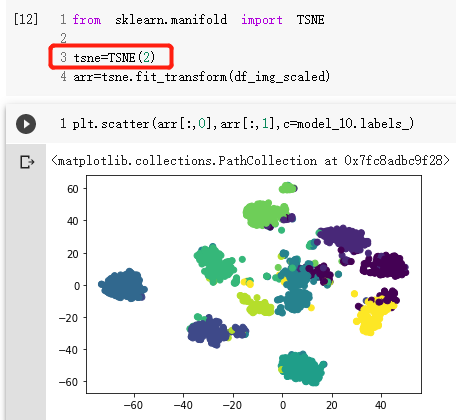 [12]
1 from sklearn.manifold import TSNE
2
3 tsne=TSNE(2)
4 arr=tsne.fit_transform(df_img_scaled)
1 plt.scatter(arr[:,0],arr[:,1],c=model_10.labels_)
<matplotlib.collections.PathCollection at 0x7fc8adbc9f28>
60
40
20
0
−20
−40
−60
−60 −40 −20 0 20 40